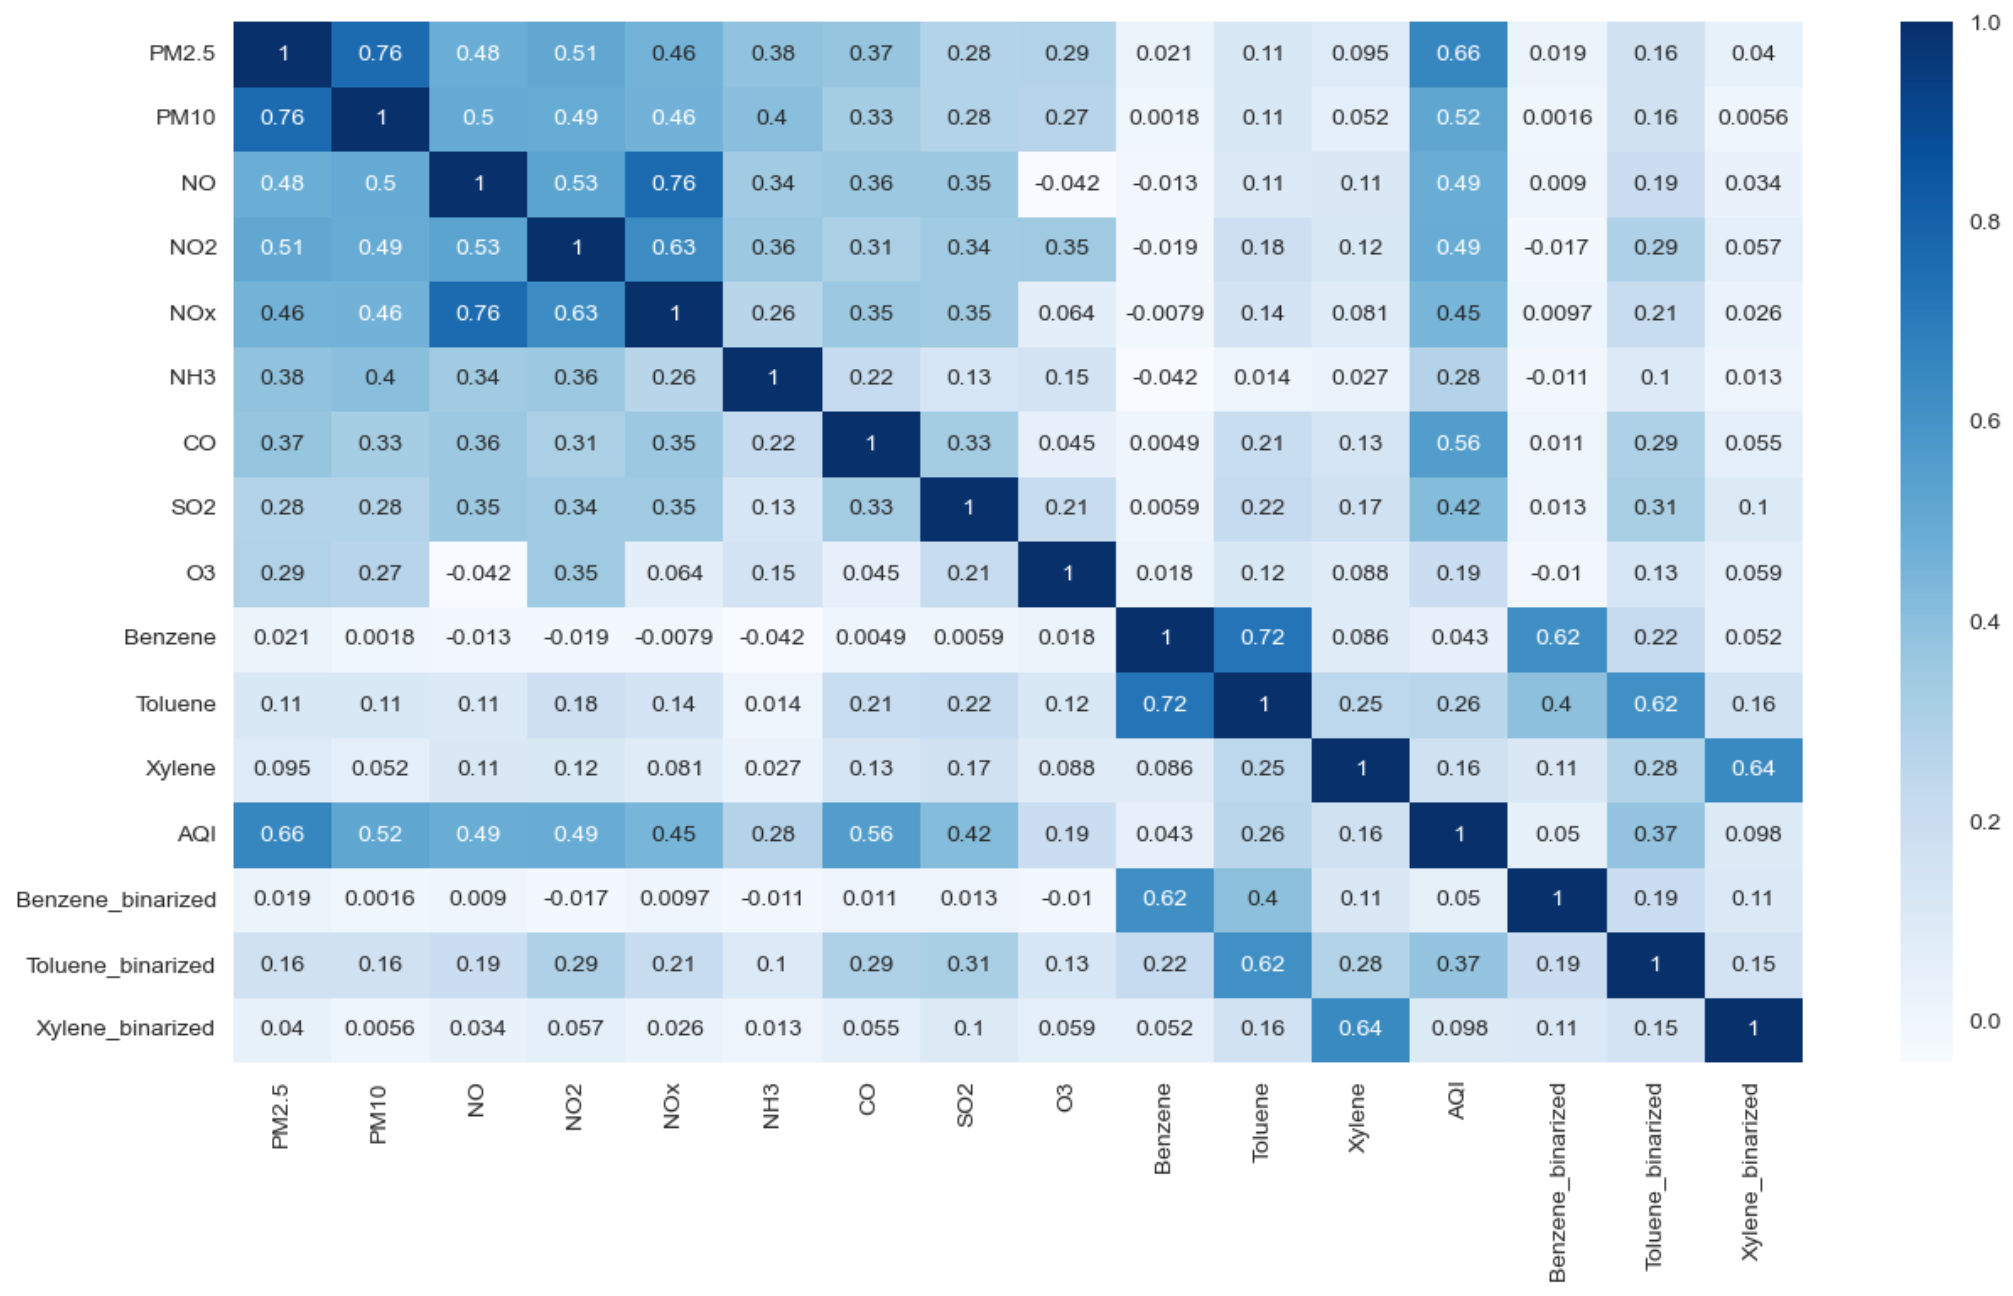 PM2.5 1 0.76 0.48 0.51 0.46 0.38 0.37 0.28 0.29 0.021 0.11 0.095 0.66 0.019 0.16 0.04
PM10 0.76 1 0.5 0.49 0.46 0.4 0.33 0.28 0.27 0.0018 0.11 0.052 0.52 0.0016 0.16 0.0056
NO 0.48 0.5 1 0.53 0.76 0.34 0.36 0.35 -0.042 -0.013 0.11 0.11 0.49 0.009 0.19 0.034
NO2 0.51 0.49 0.53 1 0.63 0.36 0.31 0.34 0.35 -0.019 0.18 0.12 0.49 -0.017 0.29 0.057
NOx 0.46 0.46 0.76 0.63 1 0.26 0.35 0.35 0.064 -0.0079 0.14 0.081 0.45 0.0097 0.21 0.026
NH3 0.38 0.4 0.34 0.36 0.26 1 0.22 0.13 0.15 -0.042 0.014 0.027 0.28 -0.011 0.1 0.013
CO 0.37 0.33 0.36 0.31 0.35 0.22 1 0.33 0.045 0.0049 0.21 0.13 0.56 0.011 0.29 0.055
SO2 0.28 0.28 0.35 0.34 0.35 0.13 0.33 1 0.21 0.0059 0.22 0.17 0.42 0.013 0.31 0.1
O3 0.29 0.27 -0.042 0.35 0.064 0.15 0.045 0.21 1 0.018 0.12 0.088 0.19 -0.01 0.13 0.059
Benzene 0.021 0.0018 -0.013 -0.019 -0.0079 -0.042 0.0049 0.0059 0.018 1 0.72 0.086 0.043 0.62 0.22 0.052
Toluene 0.11 0.11 0.11 0.18 0.14 0.014 0.21 0.22 0.12 0.72 1 0.25 0.26 0.4 0.62 0.16
Xylene 0.095 0.052 0.11 0.12 0.081 0.027 0.13 0.17 0.088 0.086 0.25 1 0.16 0.11 0.28 0.64
AQI 0.66 0.52 0.49 0.49 0.45 0.28 0.56 0.42 0.19 0.043 0.26 0.16 1 0.05 0.37 0.098
Benzene_binarized 0.019 0.0016 0.009 -0.017 0.0097 -0.011 0.011 0.013 -0.01 0.62 0.4 0.11 0.05 1 0.19 0.11
Toluene_binarized 0.16 0.16 0.19 0.29 0.21 0.1 0.29 0.31 0.13 0.22 0.62 0.28 0.37 0.19 1 0.15
Xylene_binarized 0.04 0.0056 0.034 0.057 0.026 0.013 0.055 0.1 0.059 0.052 0.16 0.64 0.098 0.11 0.15 1
PM2.5 PM10 NO NO2 NOx NH3 CO SO2 O3 Benzene Toluene Xylene AQI Benzene_binarized Toluene_binarized Xylene_binarized
1.0
0.8
0.6
0.4
0.2
0.0